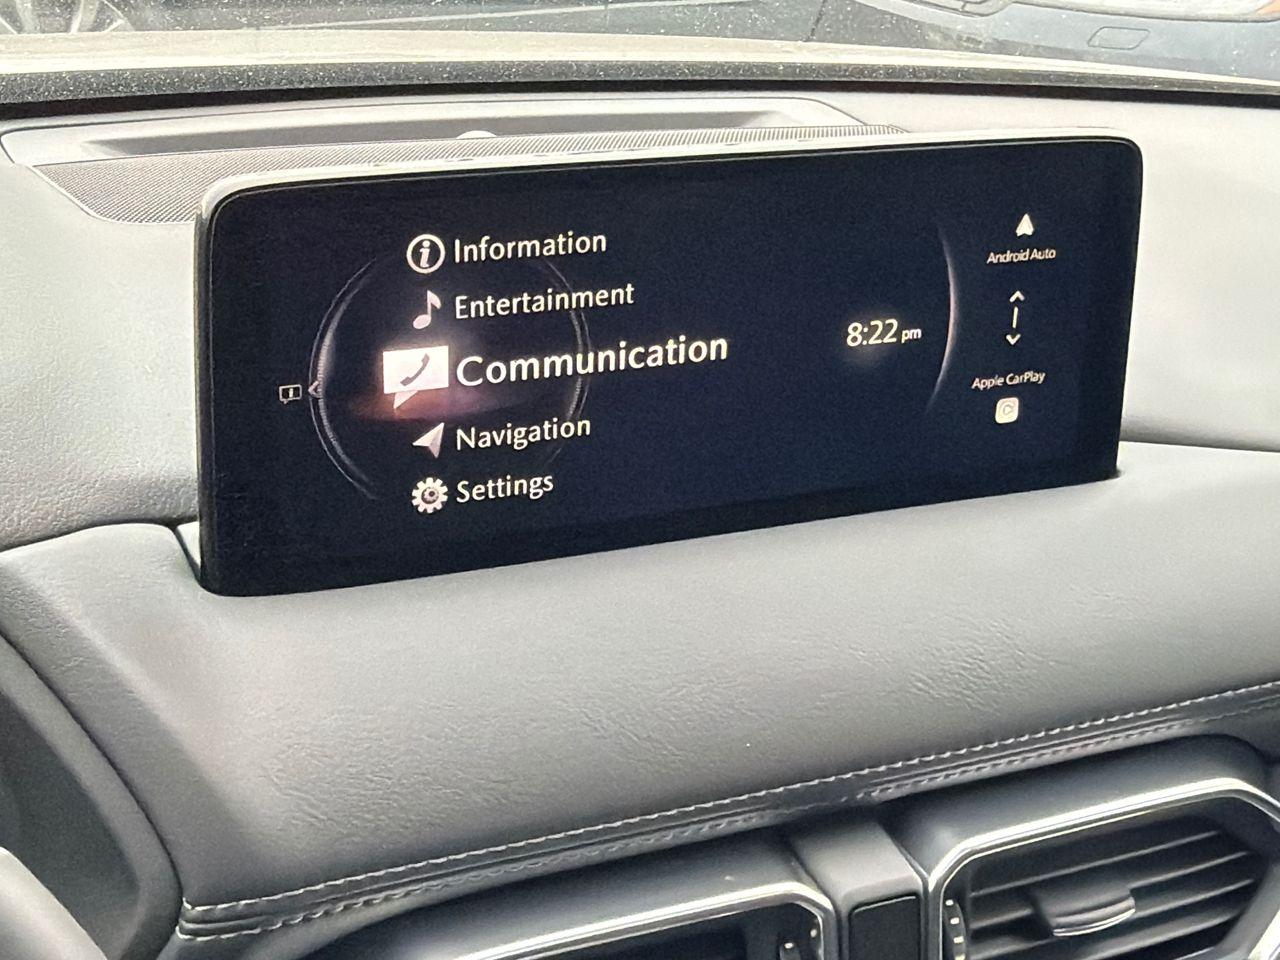 Information
Entertainment
Communication
Navigation
Settings
8:22 pm
Android Auto
Apple CarPlay